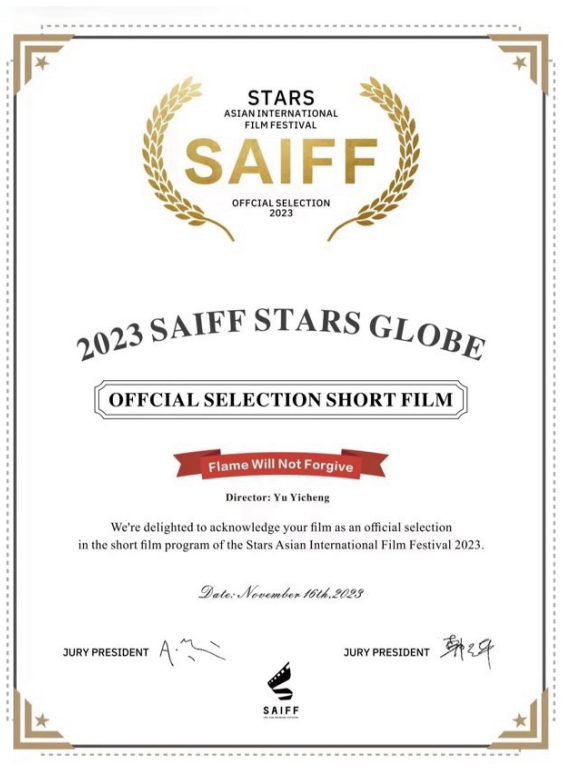 STARS
ASIAN INTERNATIONAL
FILM FESTIVAL
SAIFF
OFFCIAL SELECTION
2023
2023 SAIFF STARS GLOBE
OFFCIAL SELECTION SHORT FILM
Flame Will Not Forgive
Director: Yu Yicheng
We're delighted to acknowledge your film as an official selection
in the short film program of the Stars Asian International Film Festival 2023.
Date: November 16th,2023
JURY PRESIDENT
JURY PRESIDENT
SAIFF